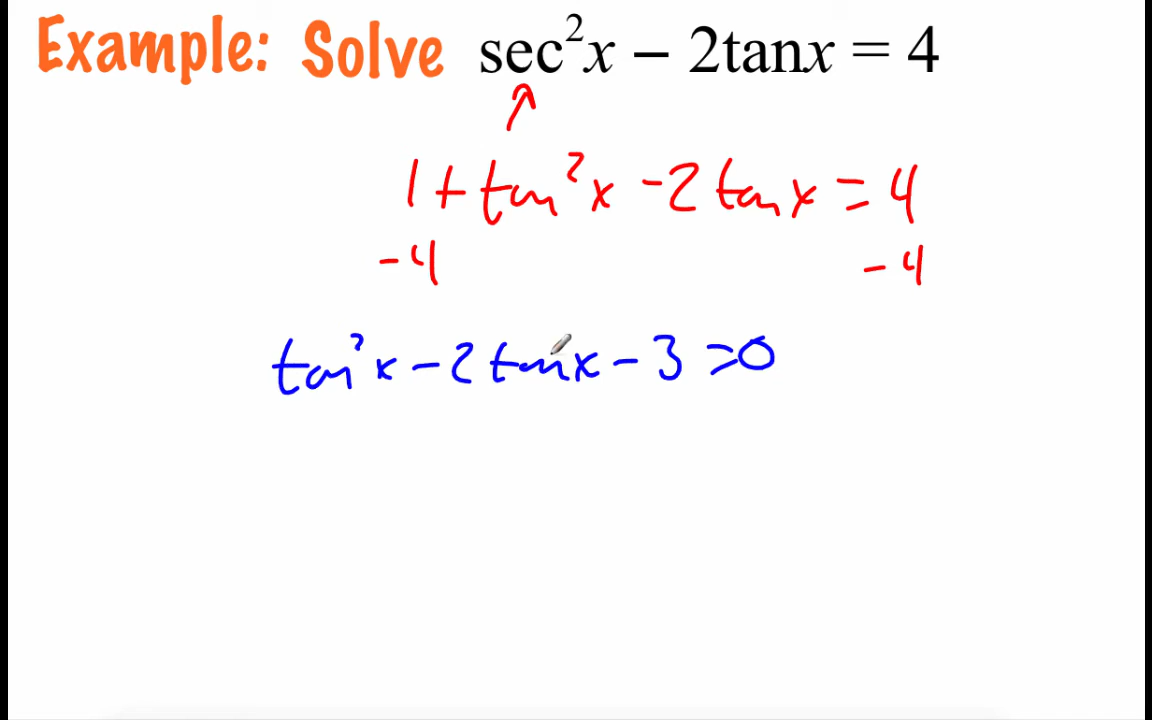 Example: Solve sec²x − 2tanx = 4
1 + tan²x - 2 tanx = 4
- 4 - 4
tan²x - 2 tanx - 3 = 0